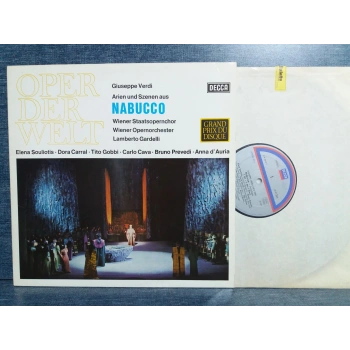 OPER
DER
WELT
Giuseppe Verdi
DECCA
Arien und Szenen aus
NABUCCO
Wiener Staatsopernchor
Wiener Opernorchester
Lamberto Gardelli
GRAND
PRIX DU
DISQUE
Elena Souliotis · Dora Carral · Tito Gobbi · Carlo Cava · Bruno Prevedi · Anna d'Auria